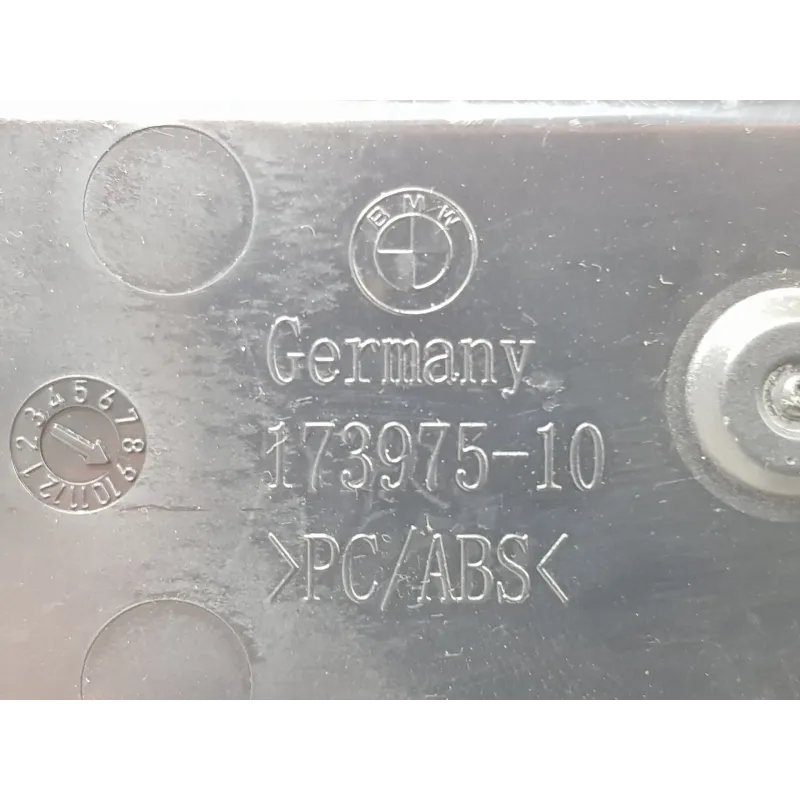 BMW
Germany
1 2 3 4 5 6 7 8 9 10 11 12
173975-10
>PC/ABS<